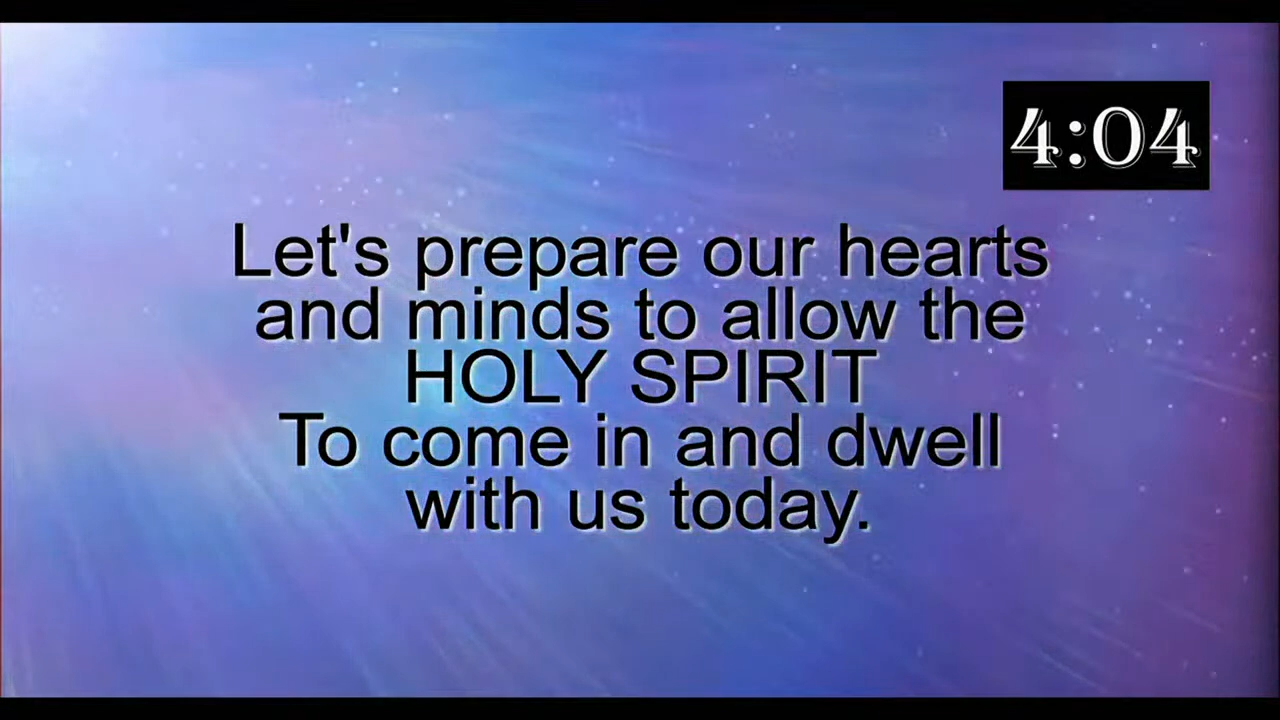 4:04
Let's prepare our hearts
and minds to allow the
HOLY SPIRIT
To come in and dwell
with us today.